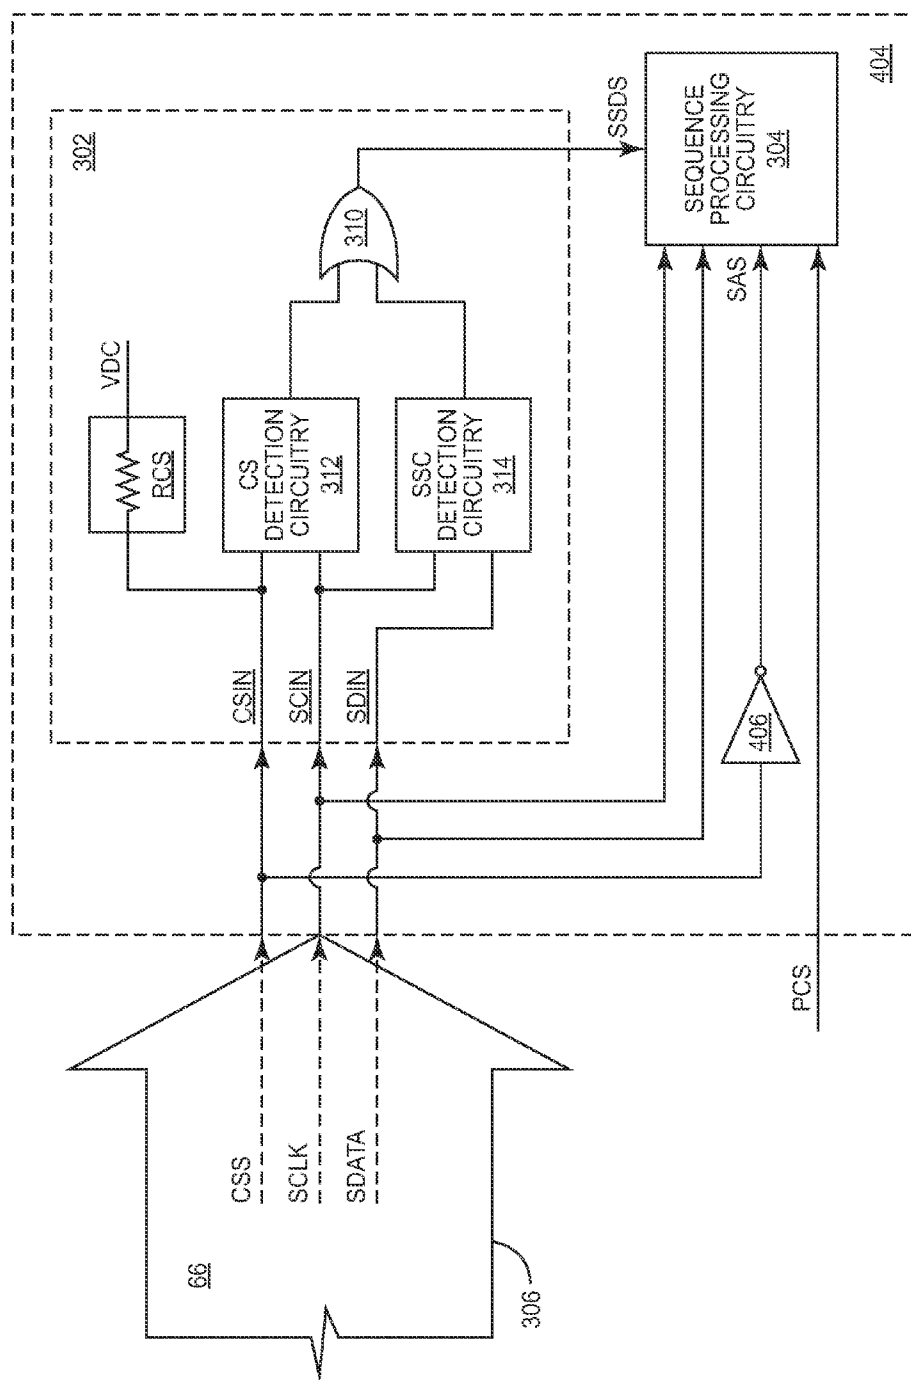 302
404
VDC
RCS
CSIN
CS
DETECTION
CIRCUITRY
312
SCIN
SDIN
SSC
DETECTION
CIRCUITRY
314
310
SSDS
SEQUENCE
PROCESSING
CIRCUITRY
304
SAS
406
PCS
66
CSS
SCLK
SDATA
306